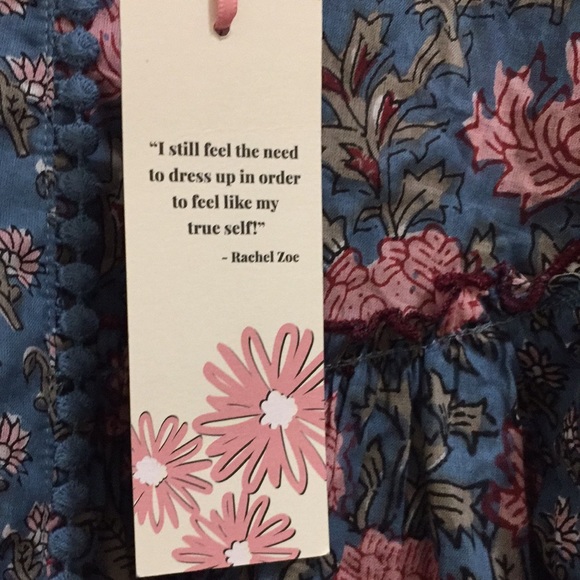 “I still feel the need
to dress up in order
to feel like my
true self!”
- Rachel Zoe